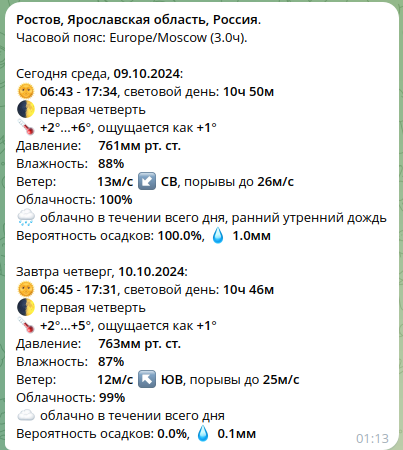 Ростов, Ярославская область, Россия.
Часовой пояс: Europe/Moscow (3.0ч).
Сегодня среда, 09.10.2024:
🌞 06:43 - 17:34, световой день: 10ч 50м
🌓 первая четверть
🌡 +2°...+6°, ощущается как +1°
Давление: 761мм рт. ст.
Влажность: 88%
Ветер: 13м/с ↙️ СВ, порывы до 26м/с
Облачность: 100%
🌧 облачно в течении всего дня, ранний утренний дождь
Вероятность осадков: 100.0%, 💧 1.0мм
Завтра четверг, 10.10.2024:
🌞 06:45 - 17:31, световой день: 10ч 46м
🌓 первая четверть
🌡 +2°...+5°, ощущается как +1°
Давление: 763мм рт. ст.
Влажность: 87%
Ветер: 12м/с ↖️ ЮВ, порывы до 25м/с
Облачность: 99%
☁️ облачно в течении всего дня
Вероятность осадков: 0.0%, 💧 0.1мм
01:13